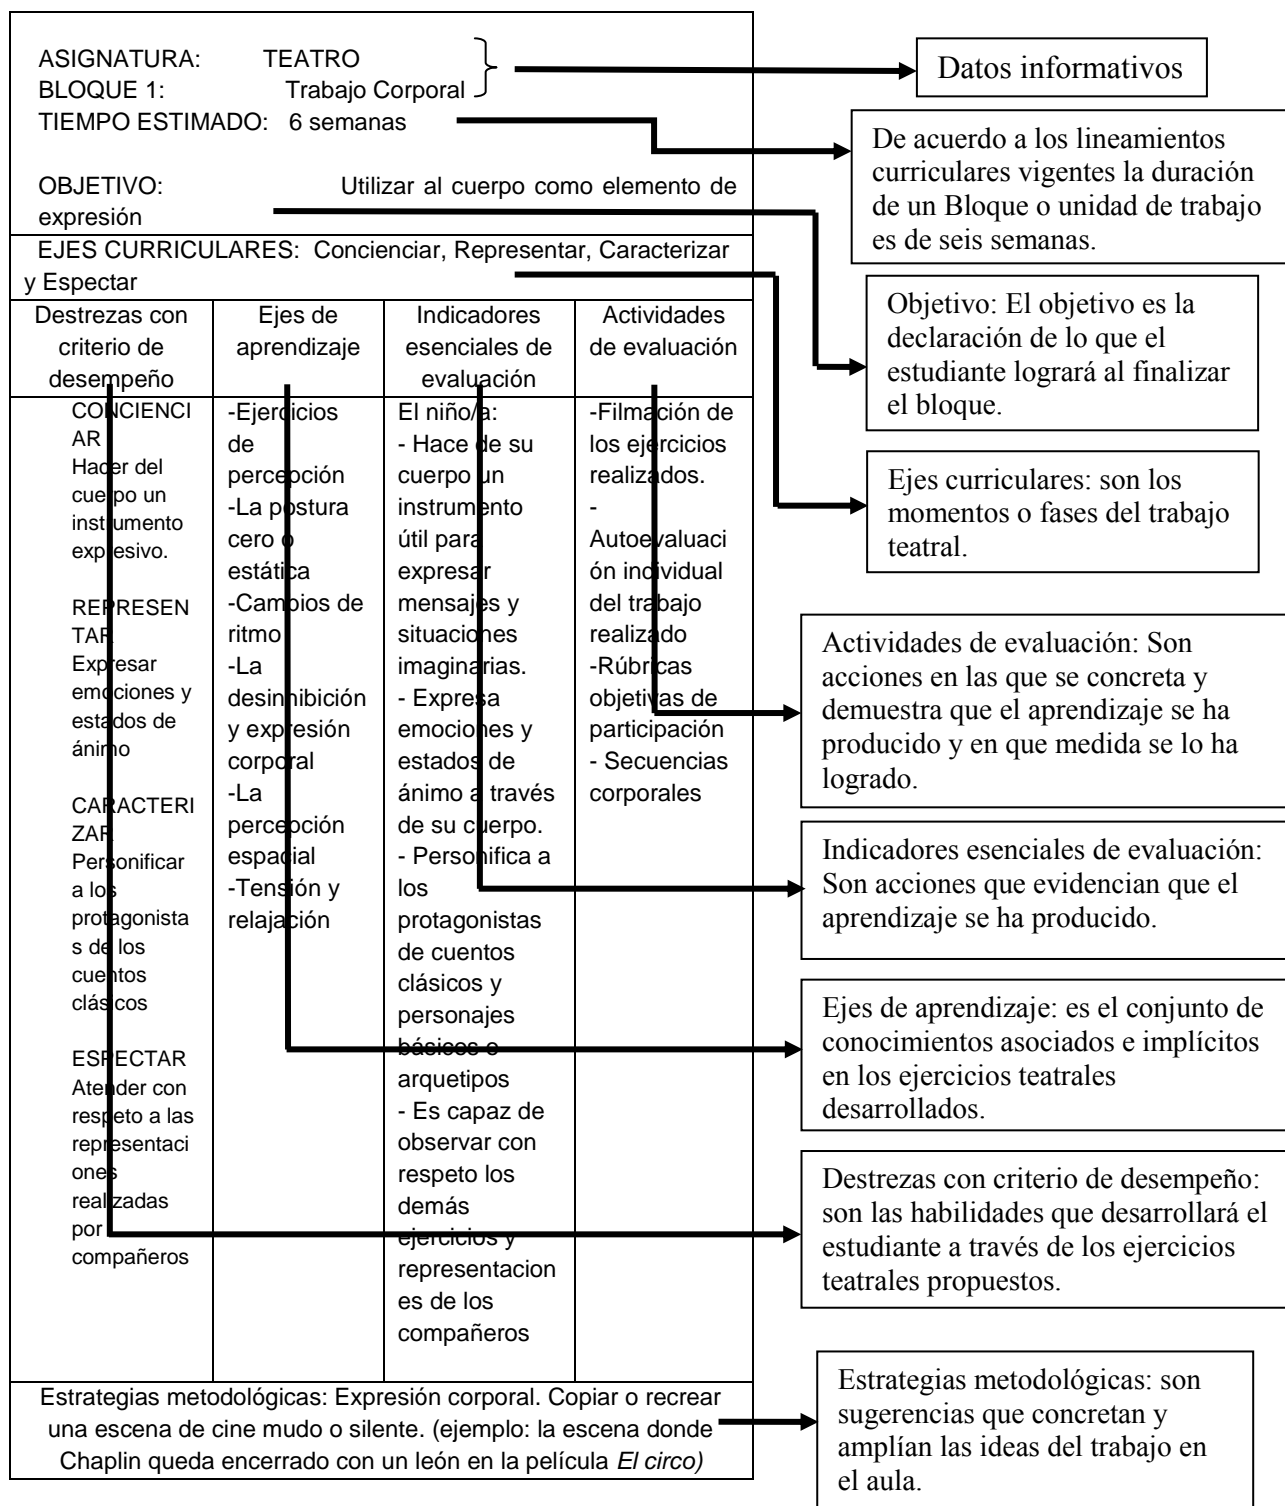 ASIGNATURA: TEATRO
BLOQUE 1: Trabajo Corporal
TIEMPO ESTIMADO: 6 semanas
OBJETIVO: Utilizar al cuerpo como elemento de
expresión
EJES CURRICULARES: Concienciar, Representar, Caracterizar
y Espectar
Destrezas con
criterio de
desempeño
Ejes de
aprendizaje
Indicadores
esenciales de
evaluación
Actividades
de evaluación
CONCIENCI
AR
Hacer del
cuerpo un
instrumento
expresivo.
REPRESEN
TAR
Expresar
emociones y
estados de
ánimo
CARACTERI
ZAR
Personificar
a los
protagonista
s de los
cuentos
clásicos
ESPECTAR
Atender con
respeto a las
representaci
ones
realizadas
por
compañeros
-Ejercicios
de
percepción
-La postura
cero o
estática
-Cambios de
ritmo
-La
desinhibición
y expresión
corporal
-La
percepción
espacial
-Tensión y
relajación
El niño/a:
- Hace de su
cuerpo un
instrumento
útil para
expresar
mensajes y
situaciones
imaginarias.
- Expresa
emociones y
estados de
ánimo a través
de su cuerpo.
- Personifica a
los
protagonistas
de cuentos
clásicos y
personajes
básicos o
arquetipos
- Es capaz de
observar con
respeto los
demás
ejercicios y
representacion
es de los
compañeros
-Filmación de
los ejercicios
realizados.
-
Autoevaluaci
ón individual
del trabajo
realizado
-Rúbricas
objetivas de
participación
- Secuencias
corporales
Estrategias metodológicas: Expresión corporal. Copiar o recrear
una escena de cine mudo o silente. (ejemplo: la escena donde
Chaplin queda encerrado con un león en la película El circo)
Datos informativos
De acuerdo a los lineamientos
curriculares vigentes la duración
de un Bloque o unidad de trabajo
es de seis semanas.
Objetivo: El objetivo es la
declaración de lo que el
estudiante logrará al finalizar
el bloque.
Ejes curriculares: son los
momentos o fases del trabajo
teatral.
Actividades de evaluación: Son
acciones en las que se concreta y
demuestra que el aprendizaje se ha
producido y en que medida se lo ha
logrado.
Indicadores esenciales de evaluación:
Son acciones que evidencian que el
aprendizaje se ha producido.
Ejes de aprendizaje: es el conjunto de
conocimientos asociados e implícitos
en los ejercicios teatrales
desarrollados.
Destrezas con criterio de desempeño:
son las habilidades que desarrollará el
estudiante a través de los ejercicios
teatrales propuestos.
Estrategias metodológicas: son
sugerencias que concretan y
amplían las ideas del trabajo en
el aula.